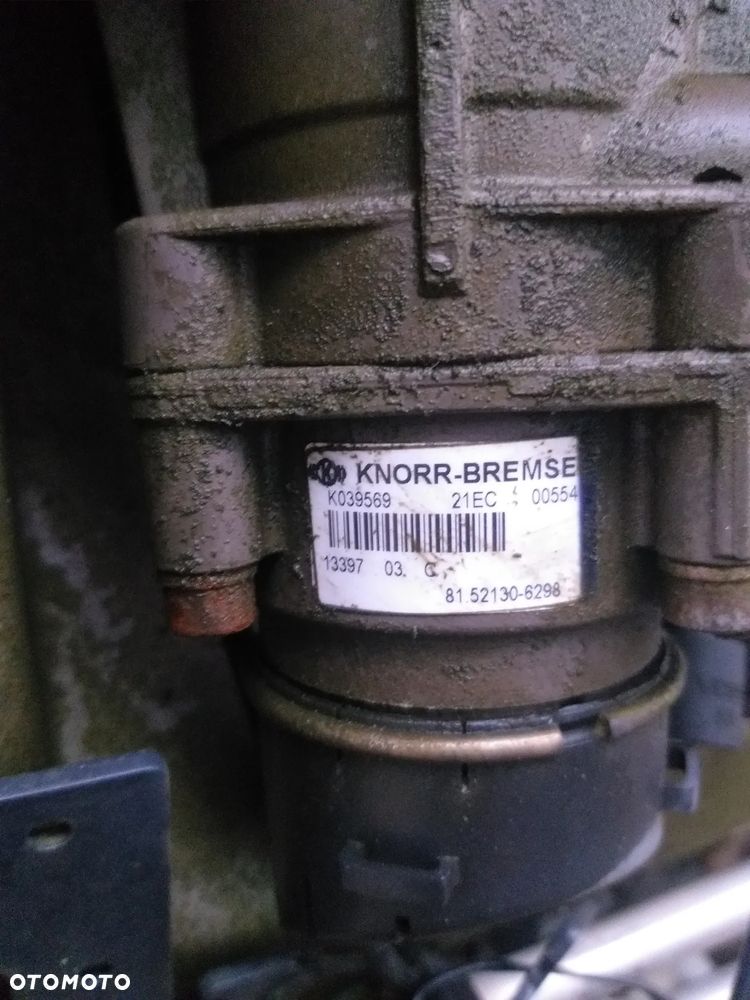 KNORR-BREMSE
K039569 21EC 00554
13397 03. C
81.52130-6298
OTOMOTO